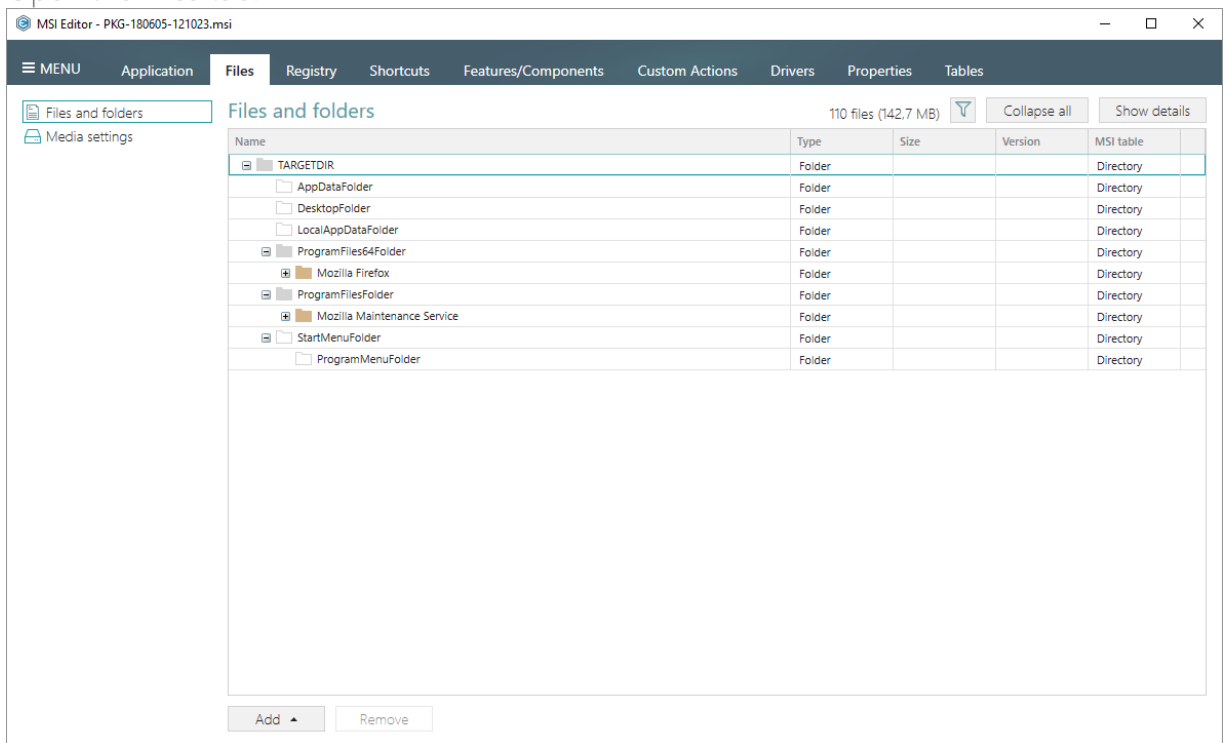 MSI Editor - PKG-180605-121023.msi
MENU Application Files Registry Shortcuts Features/Components Custom Actions Drivers Properties Tables
Files and folders
Media settings
Files and folders 110 files (142,7 MB) Collapse all Show details
Name Type Size Version MSI table
TARGETDIR Folder Directory
AppDataFolder Folder Directory
DesktopFolder Folder Directory
LocalAppDataFolder Folder Directory
ProgramFiles64Folder Folder Directory
Mozilla Firefox Folder Directory
ProgramFilesFolder Folder Directory
Mozilla Maintenance Service Folder Directory
StartMenuFolder Folder Directory
ProgramMenuFolder Folder Directory
Add Remove